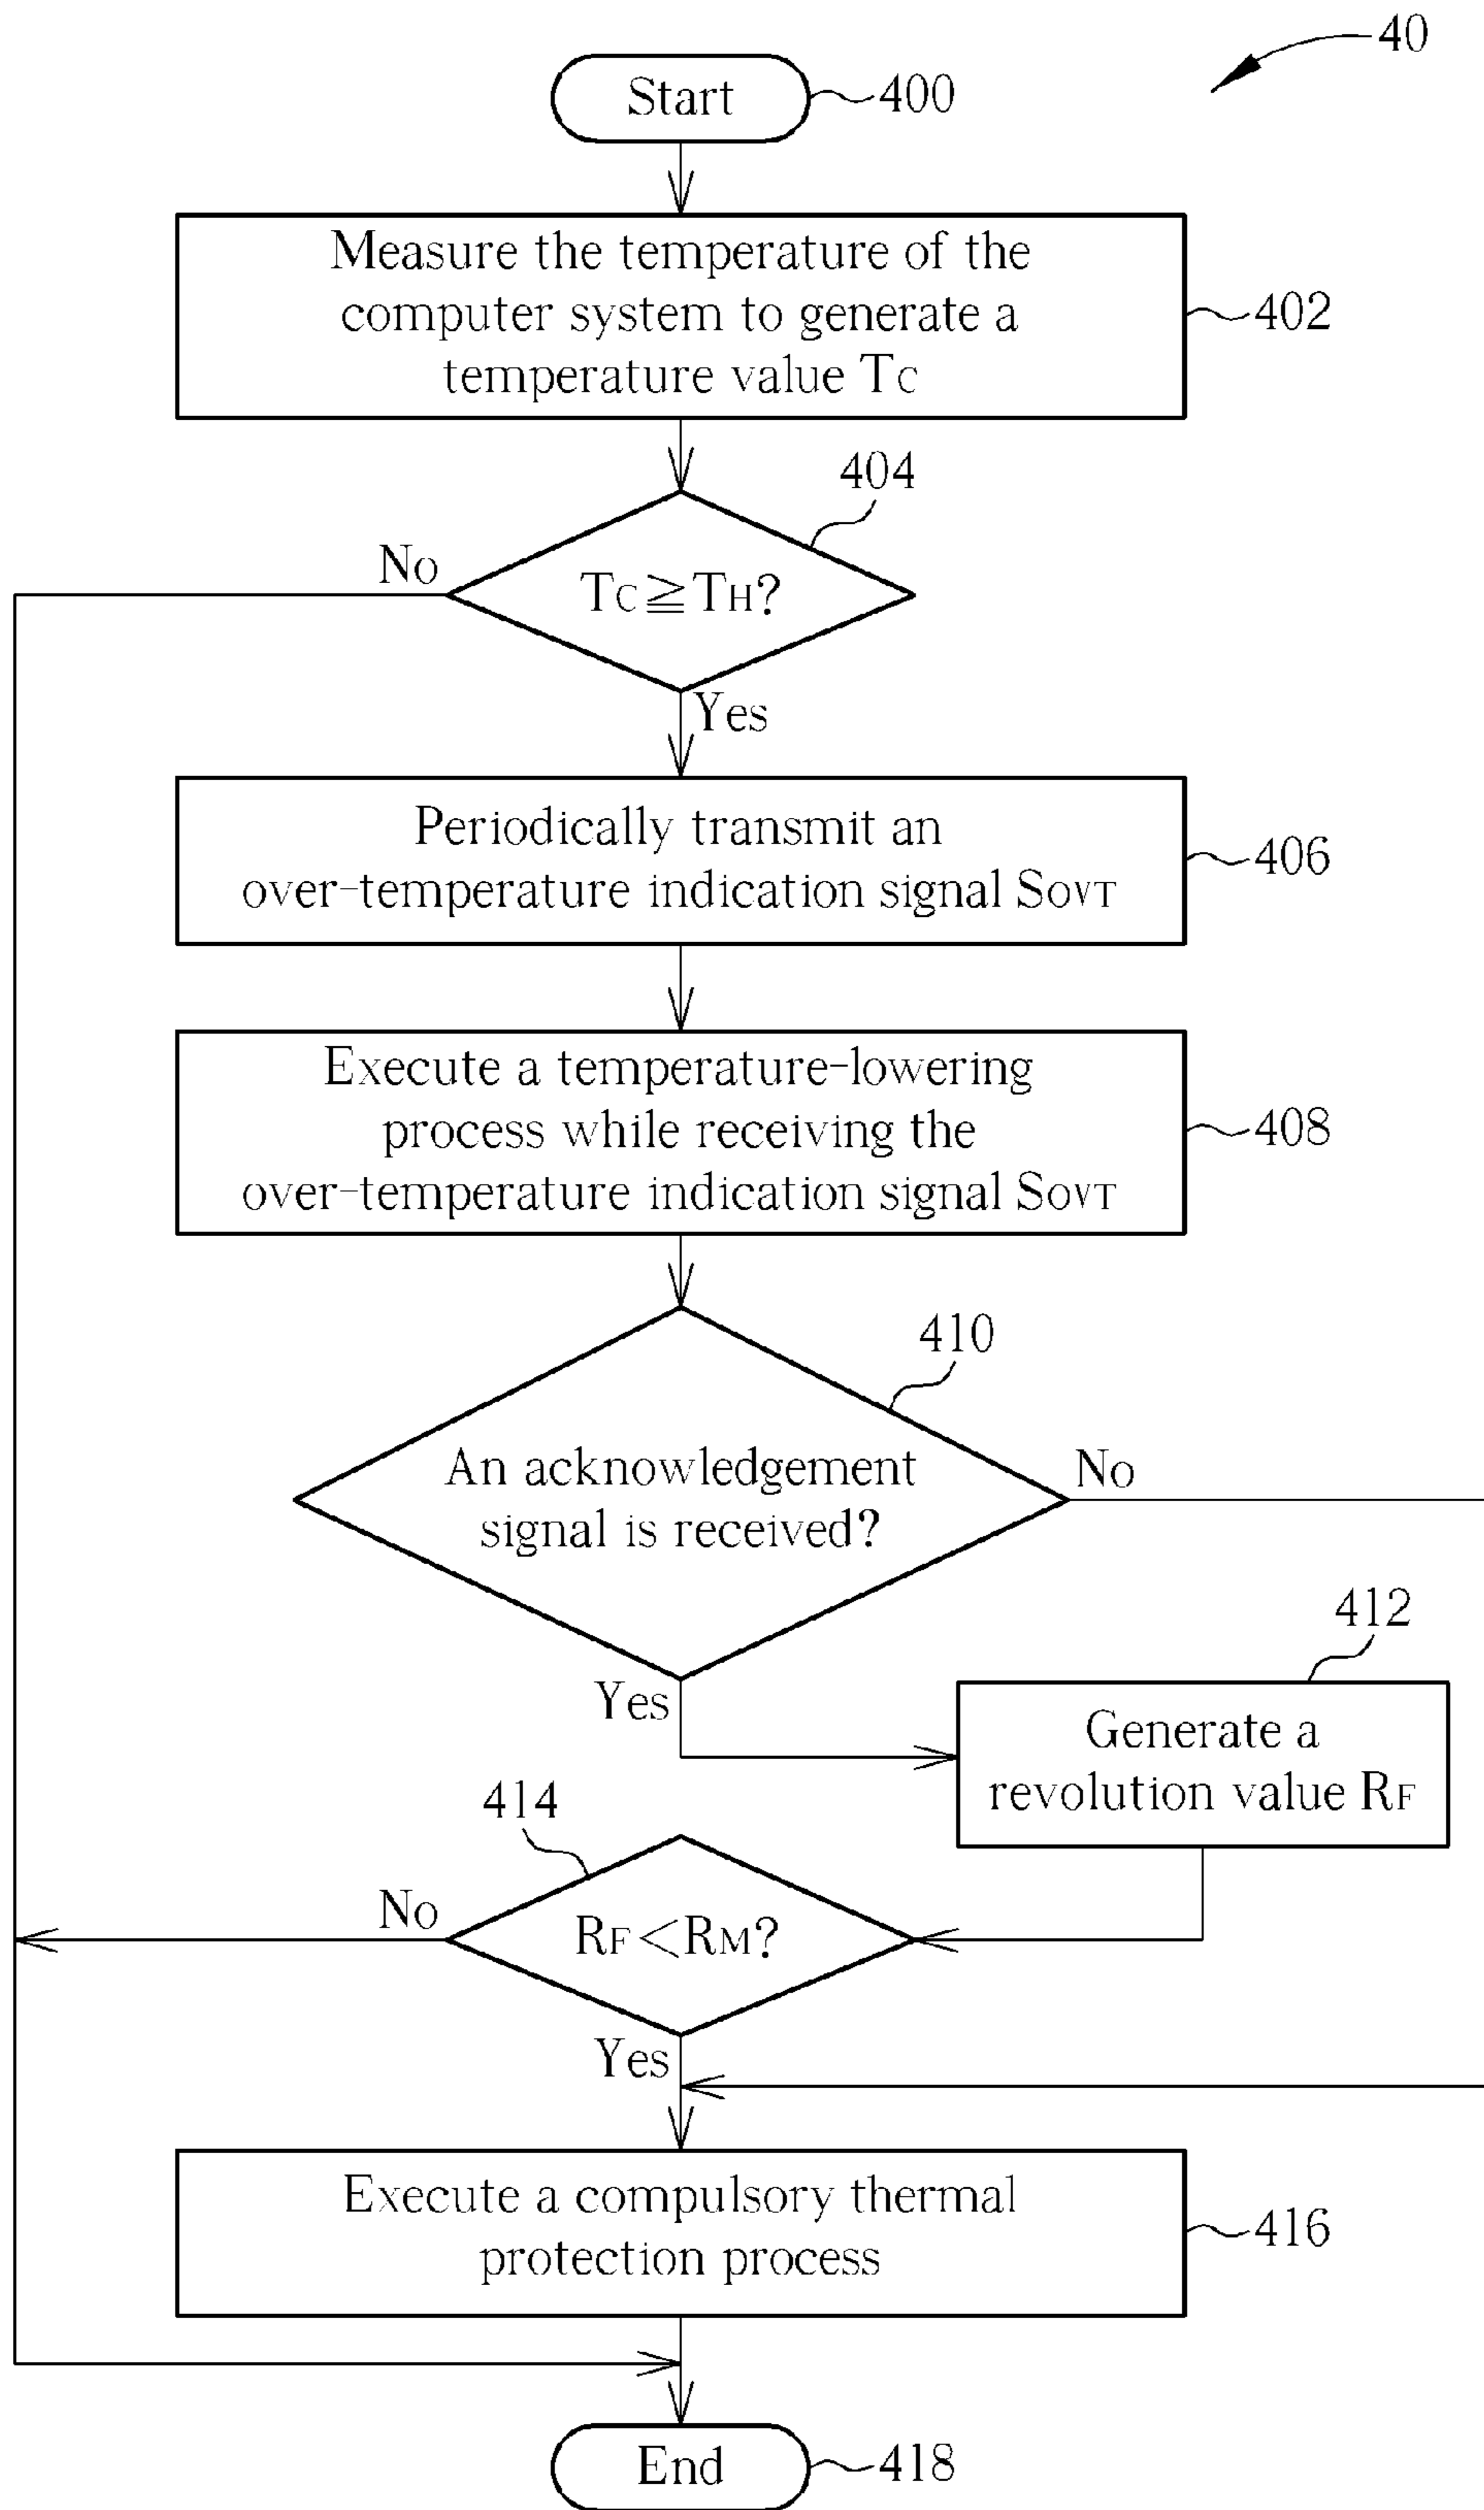 40
Start
400
Measure the temperature of the
computer system to generate a
temperature value TC
402
404
No
TC≧TH?
Yes
Periodically transmit an
over-temperature indication signal SOVT
406
Execute a temperature-lowering
process while receiving the
over-temperature indication signal SOVT
408
410
An acknowledgement
signal is received?
No
Yes
412
Generate a
revolution value RF
414
No
RF<RM?
Yes
Execute a compulsory thermal
protection process
416
End
418